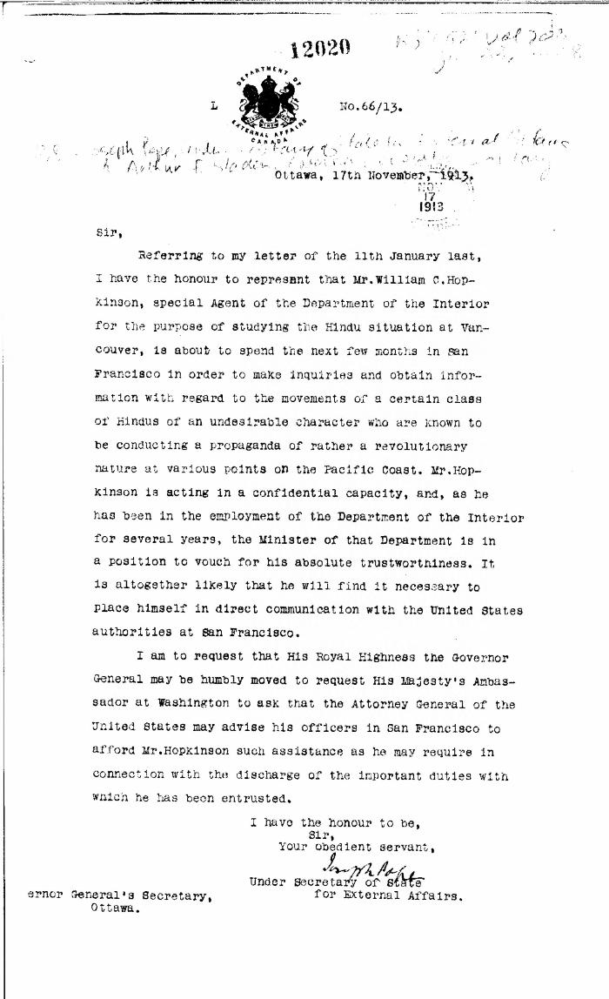 12020
DEPARTMENT OF
EXTERNAL AFFAIRS
CANADA
L
No.66/13.
Joseph Pope, Under Secretary of State for External Affairs
Arthur F. Sladen
Ottawa, 17th November, 1913.
NOV
17
1913
Sir,
Referring to my letter of the 11th January last,
I have the honour to represent that Mr.William C.Hop-
kinson, special Agent of the Department of the Interior
for the purpose of studying the Hindu situation at Van-
couver, is about to spend the next few months in San
Francisco in order to make inquiries and obtain infor-
mation with regard to the movements of a certain class
of Hindus of an undesirable character who are known to
be conducting a propaganda of rather a revolutionary
nature at various points on the Pacific Coast. Mr.Hop-
kinson is acting in a confidential capacity, and, as he
has been in the employment of the Department of the Interior
for several years, the Minister of that Department is in
a position to vouch for his absolute trustworthiness. It
is altogether likely that he will find it necessary to
place himself in direct communication with the United States
authorities at San Francisco.
I am to request that His Royal Highness the Governor
General may be humbly moved to request His Majesty's Ambas-
sador at Washington to ask that the Attorney General of the
United States may advise his officers in San Francisco to
afford Mr.Hopkinson such assistance as he may require in
connection with the discharge of the important duties with
which he has been entrusted.
I have the honour to be,
Sir,
Your obedient servant,
Joseph Pope
Under Secretary of State
for External Affairs.
ernor General's Secretary,
Ottawa.